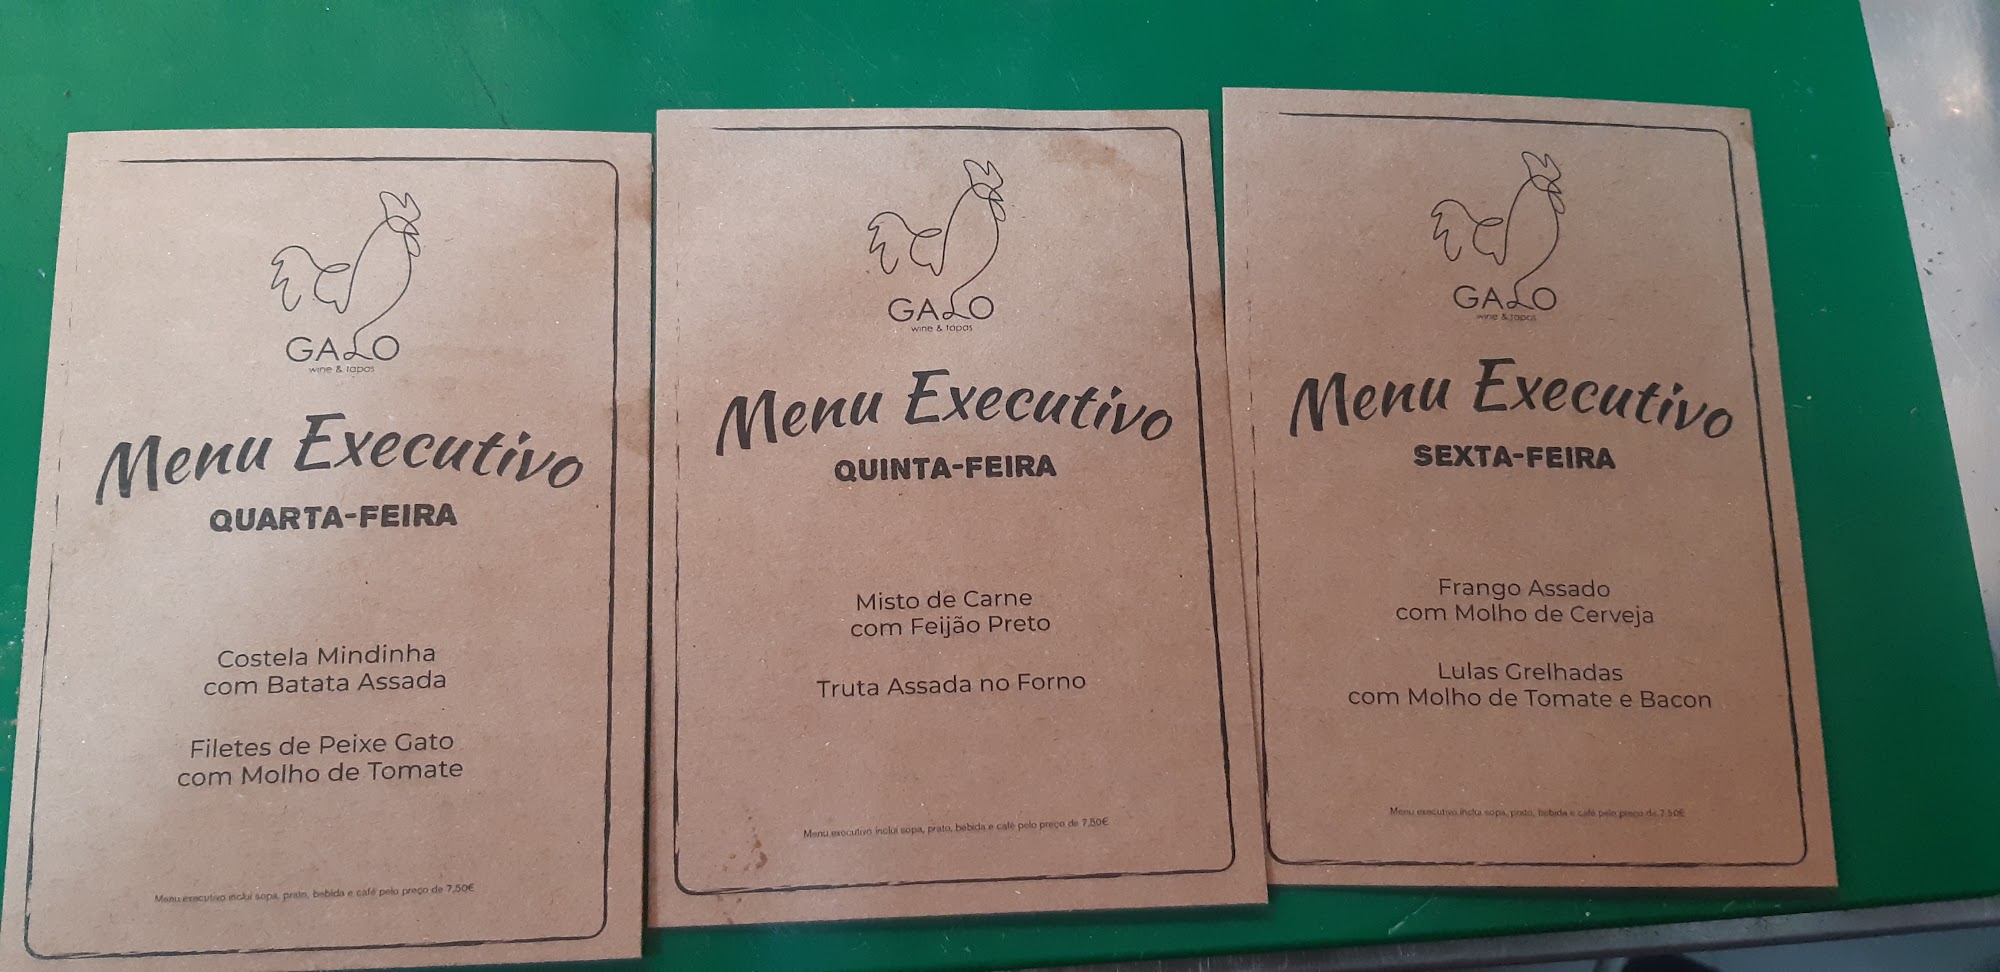 GALO
wine & tapas
Menu Executivo
QUARTA-FEIRA
Costela Mindinha
com Batata Assada
Filetes de Peixe Gato
com Molho de Tomate
Menu executivo inclui sopa, prato, bebida e café pelo preço de 7,50€
GALO
wine & tapas
Menu Executivo
QUINTA-FEIRA
Misto de Carne
com Feijão Preto
Truta Assada no Forno
Menu executivo inclui sopa, prato, bebida e café pelo preço de 7,50€
GALO
wine & tapas
Menu Executivo
SEXTA-FEIRA
Frango Assado
com Molho de Cerveja
Lulas Grelhadas
com Molho de Tomate e Bacon
Menu executivo inclui sopa, prato, bebida e café pelo preço de 7,50€